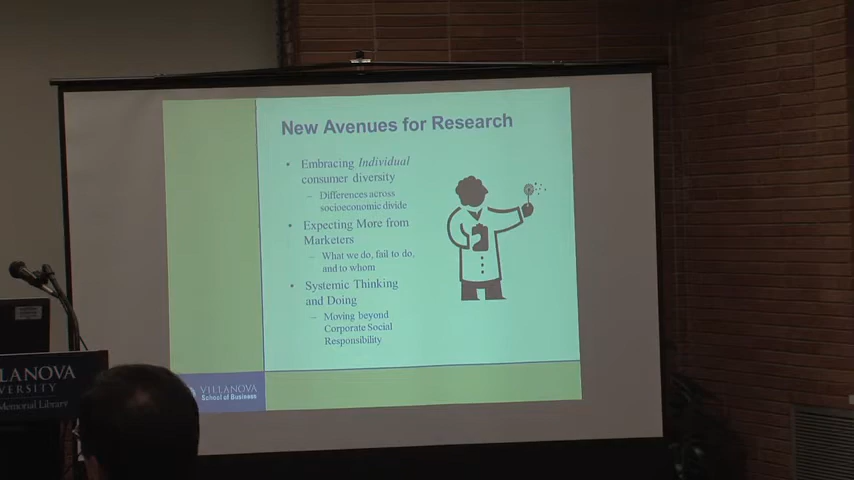 New Avenues for Research
• Embracing Individual
consumer diversity
– Differences across
socioeconomic divide
• Expecting More from
Marketers
– What we do, fail to do,
and to whom
• Systemic Thinking
and Doing
– Moving beyond
Corporate Social
Responsibility
VILLANOVA
School of Business
LANOVA
VERSITY
Memorial Library